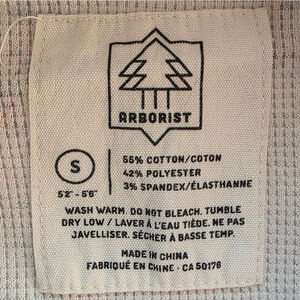 ARBORIST
S
5'2" - 5'6"
55% COTTON/COTON
42% POLYESTER
3% SPANDEX/ÉLASTHANNE
WASH WARM. DO NOT BLEACH. TUMBLE
DRY LOW / LAVER À L'EAU TIÈDE. NE PAS
JAVELLISER. SÉCHER À BASSE TEMP.
MADE IN CHINA
FABRIQUÉ EN CHINE · CA 50176